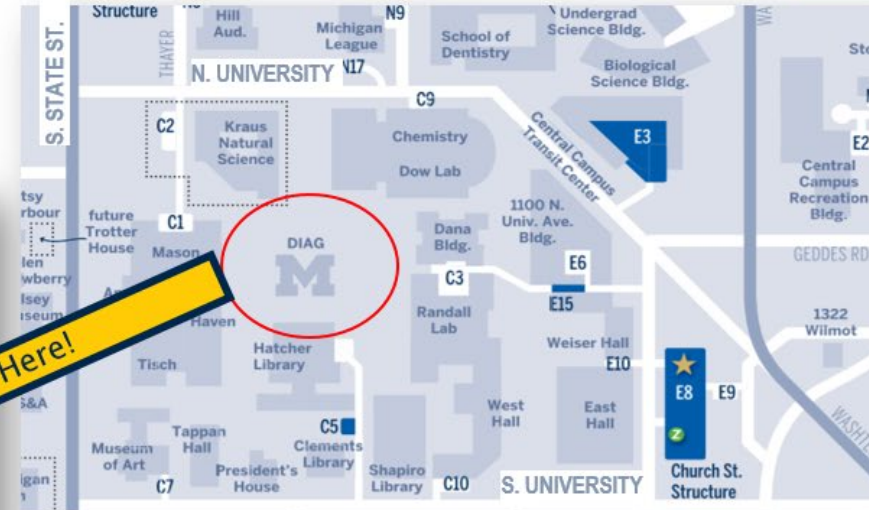 Structure
Hill
Aud.
Michigan
League
N9
School of
Dentistry
Undergrad
Science Bldg.
Biological
Science Bldg.
S. STATE ST.
THAYER
N. UNIVERSITY
N17
C9
C2
Kraus
Natural
Science
Chemistry
Dow Lab
Central Campus
Transit Center
E3
E2
Central
Campus
Recreation
Bldg.
future
Trotter
House
C1
Mason
DIAG
M
Dana
Bldg.
1100 N.
Univ. Ave.
Bldg.
E6
C3
E15
GEDDES RD
Haven
Randall
Lab
1322
Wilmot
Here!
Tisch
Hatcher
Library
Weiser Hall
E10
E8
E9
Z
S&A
West
Hall
East
Hall
C5
Clements
Library
Museum
of Art
Tappan
Hall
President's
House
Shapiro
Library
C7
C10
S. UNIVERSITY
Church St.
Structure